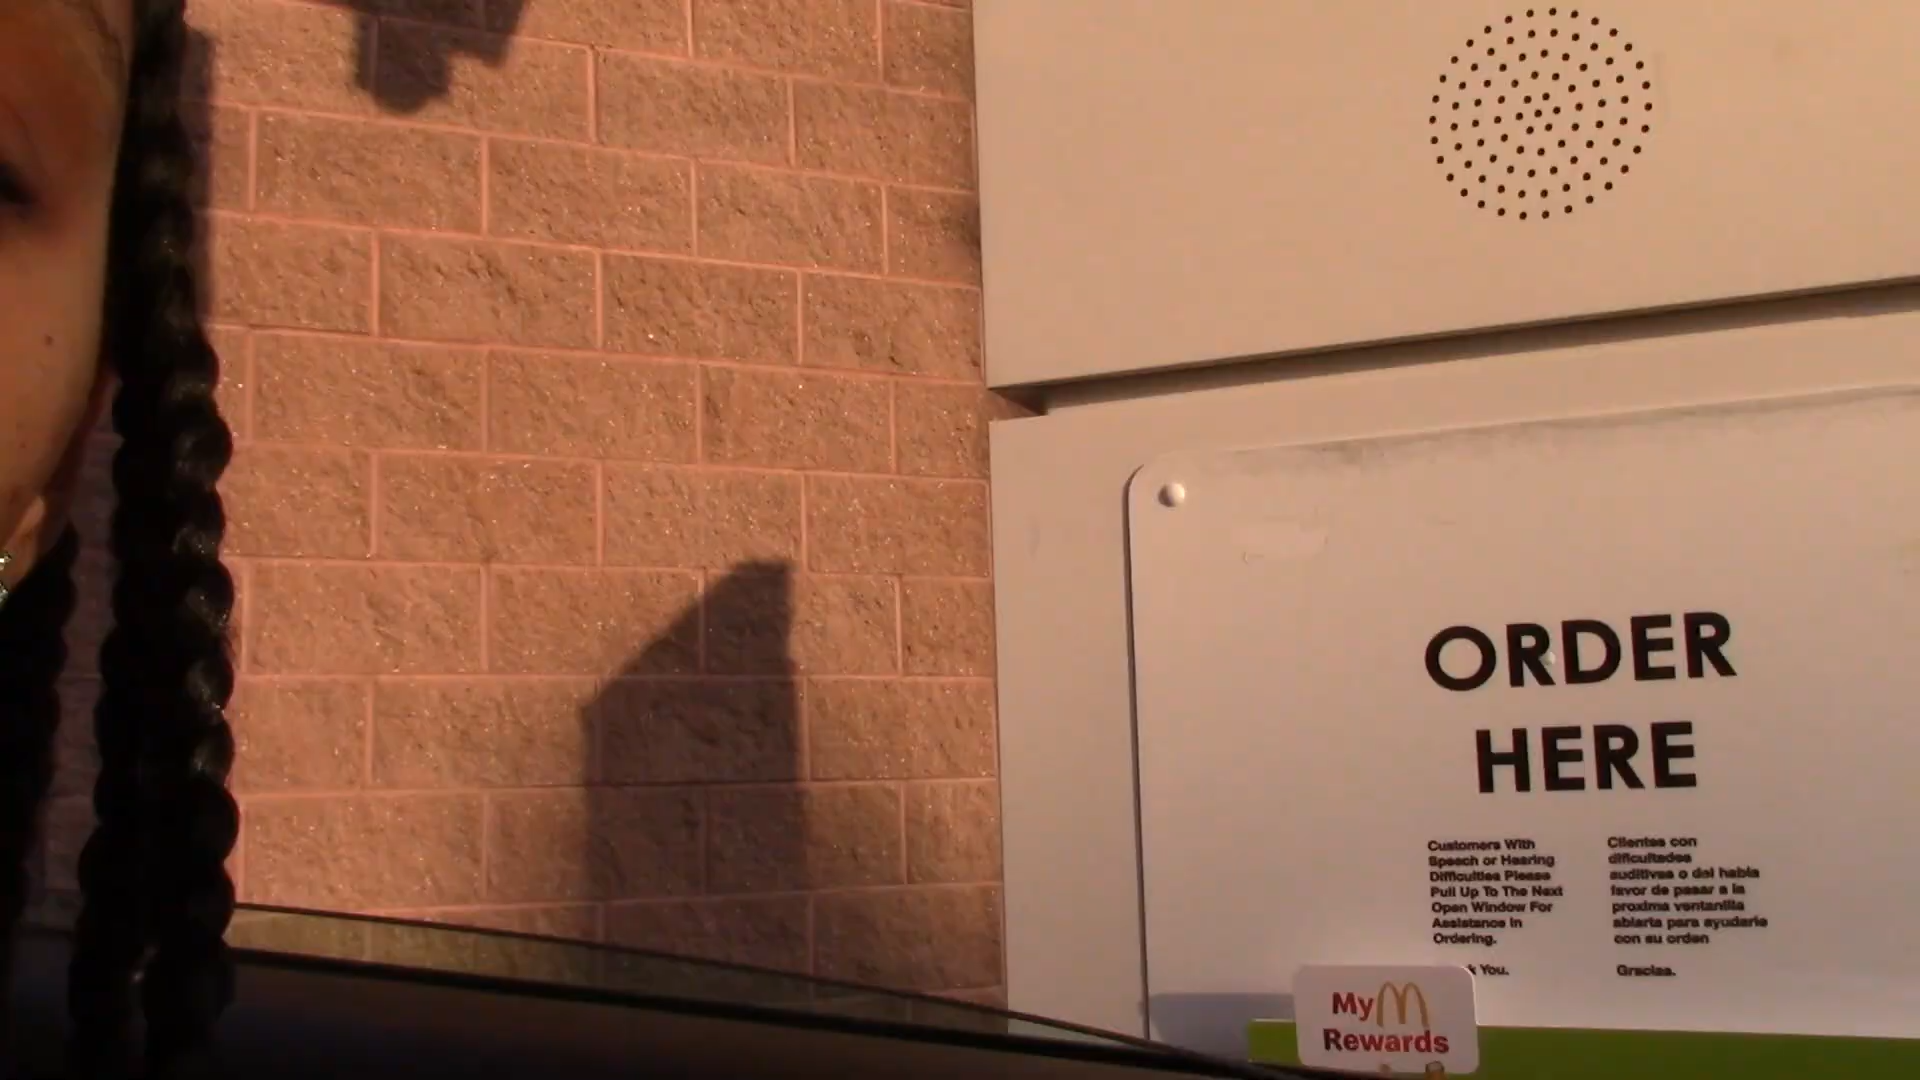 ORDER
HERE
Customers With
Speech or Hearing
Difficulties Please
Pull Up To The Next
Open Window For
Assistance in
Ordering.
k You.
Clientes con
dificultades
auditivas o del habla
favor de pasar a la
proxima ventanilla
abierta para ayudarle
con su orden
Gracias.
My
Rewards